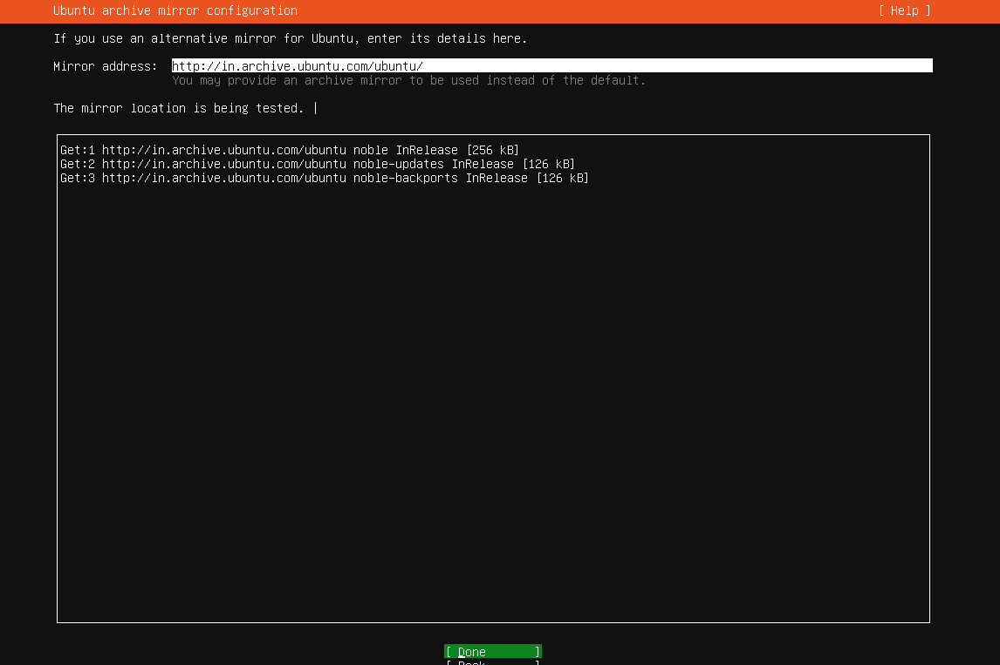 Ubuntu archive mirror configuration [ Help ]
If you use an alternative mirror for Ubuntu, enter its details here.
Mirror address: http://in.archive.ubuntu.com/ubuntu/
You may provide an archive mirror to be used instead of the default.
The mirror location is being tested. |
Get:1 http://in.archive.ubuntu.com/ubuntu noble InRelease [256 kB]
Get:2 http://in.archive.ubuntu.com/ubuntu noble-updates InRelease [126 kB]
Get:3 http://in.archive.ubuntu.com/ubuntu noble-backports InRelease [126 kB]
[ Done ]
[ Back ]